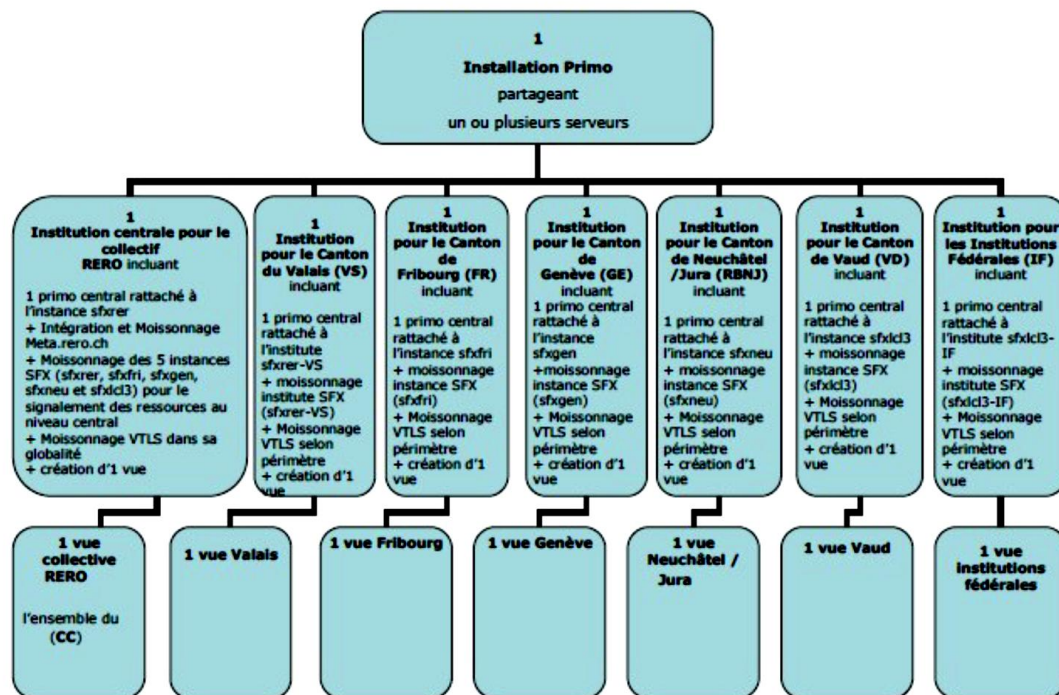 1
Installation Primo
partageant
un ou plusieurs serveurs
1
Institution centrale pour le
collectif
RERO incluant
1 primo central rattaché à
l'instance sfxrer
+ Intégration et Moissonnage
Meta.rero.ch
+ Moissonnage des 5 instances
SFX (sfxrer, sfxfri, sfxgen,
sfxneu et sfxlcl3) pour le
signalement des ressources au
niveau central
+ Moissonnage VTLS dans sa
globalité
+ création d'1 vue
1
Institution
pour le Canton
du Valais (VS)
incluant
1 primo central
rattaché à
l'institute
sfxrer-VS
+ moissonnage
institute SFX
(sfxrer-VS)
+ Moissonnage
VTLS selon
périmètre
+ création d'1
vue
1
Institution
pour le Canton
de
Fribourg (FR)
incluant
1 primo central
rattaché à
l'instance sfxfri
+ moissonnage
instance SFX
(sfxfri)
+ Moissonnage
VTLS selon
périmètre
+ création d'1
vue
1
Institution
pour le Canton
de
Genève (GE)
incluant
1 primo central
rattaché à
l'instance
sfxgen
+moissonnage
instance SFX
(sfxgen)
+ Moissonnage
VTLS selon
périmètre
+ création d'1
vue
1
Institution
pour le Canton
de Neuchâtel
/Jura (RBNJ)
incluant
1 primo central
rattaché à
l'instance sfxneu
+ moissonnage
instance SFX
(sfxneu)
+ Moissonnage
VTLS selon
périmètre
+ création d'1
vue
1
Institution
pour le Canton
de Vaud (VD)
incluant
1 primo central
rattaché à
l'instance sfxlcl3
+ moissonnage
instance SFX
(sfxlcl3)
+ Moissonnage
VTLS selon
périmètre
+ création d'1
vue
1
Institution pour
les Institutions
Fédérales (IF)
incluant
1 primo central
rattaché à
l'institute sfxlcl3-
IF
+ moissonnage
institute SFX
(sfxlcl3-IF)
+ Moissonnage
VTLS selon
périmètre
+ création d'1
vue
1 vue
collective
RERO
l'ensemble du
(CC)
1 vue Valais
1 vue Fribourg
1 vue Genève
1 vue
Neuchâtel /
Jura
1 vue Vaud
1 vue
institutions
fédérales